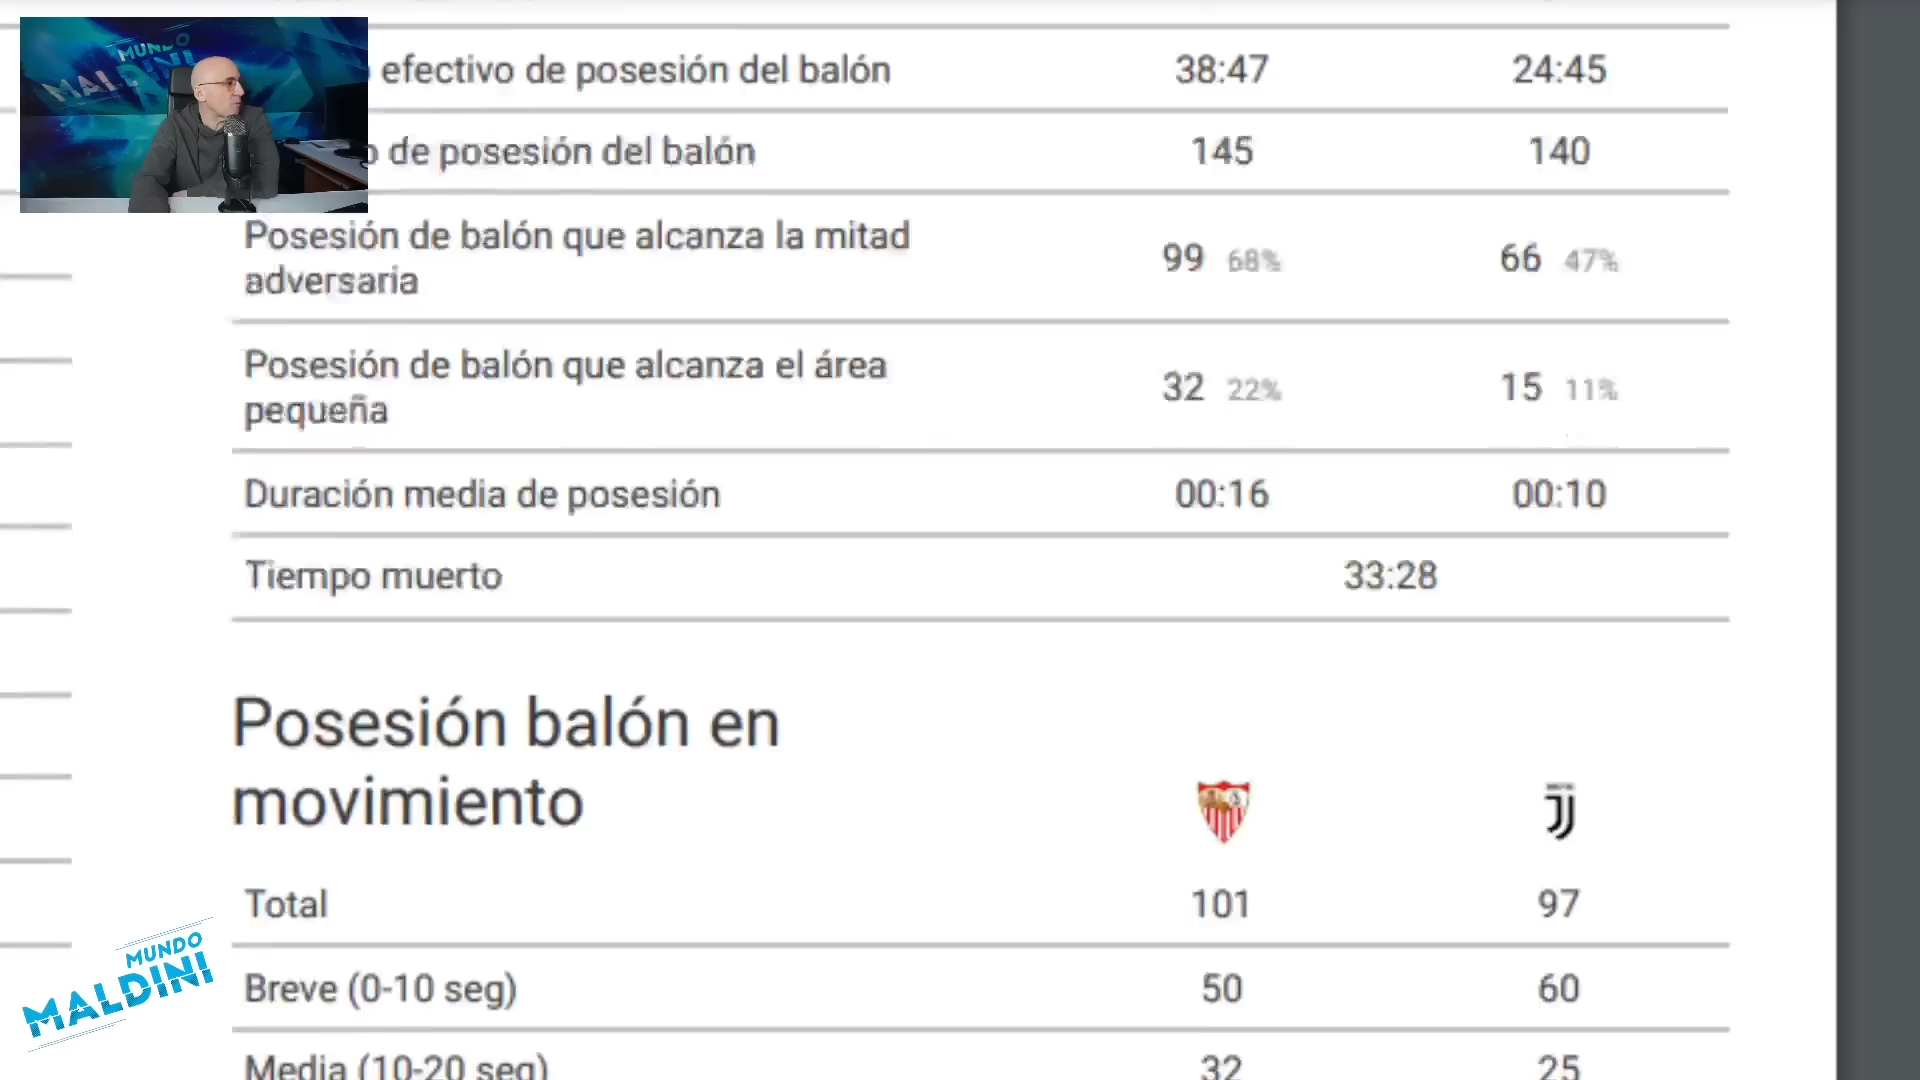 MUNDO
MALDINI
efectivo de posesión del balón 38:47 24:45
o de posesión del balón 145 140
Posesión de balón que alcanza la mitad
adversaria 99 68% 66 47%
Posesión de balón que alcanza el área
pequeña 32 22% 15 11%
Duración media de posesión 00:16 00:10
Tiempo muerto 33:28
Posesión balón en
movimiento
Total 101 97
Breve (0-10 seg) 50 60
Media (10-20 seg) 32 25
MUNDO
MALDINI